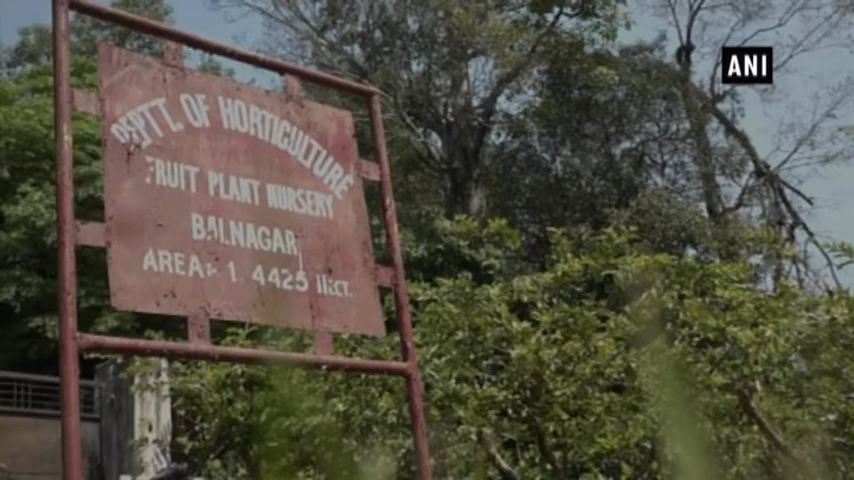 ANI
DEPTT. OF HORTICULTURE
FRUIT PLANT NURSERY
BALNAGAR
AREA:- 1.4425 HECT.